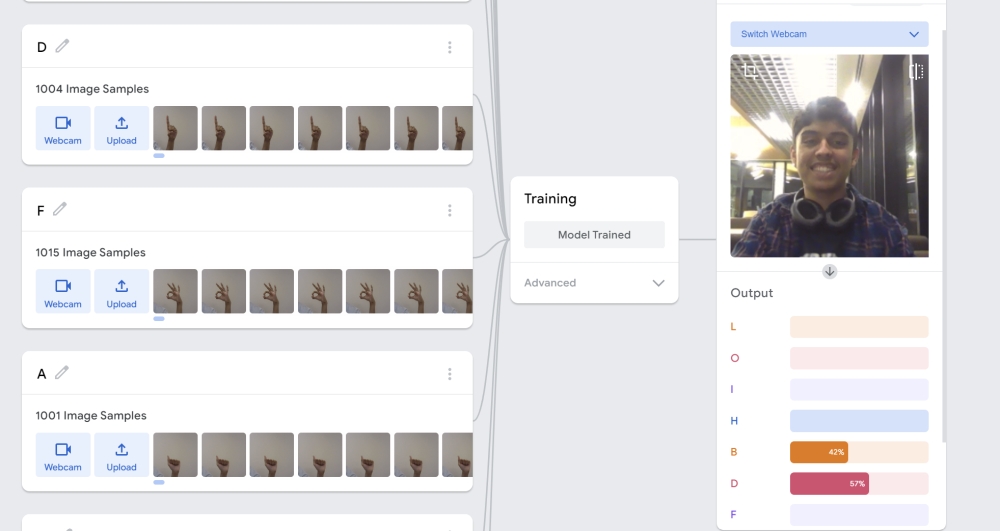 D
1004 Image Samples
Webcam
Upload
F
1015 Image Samples
Webcam
Upload
A
1001 Image Samples
Webcam
Upload
Training
Model Trained
Advanced
Switch Webcam
Output
L
O
I
H
B 42%
D 57%
F